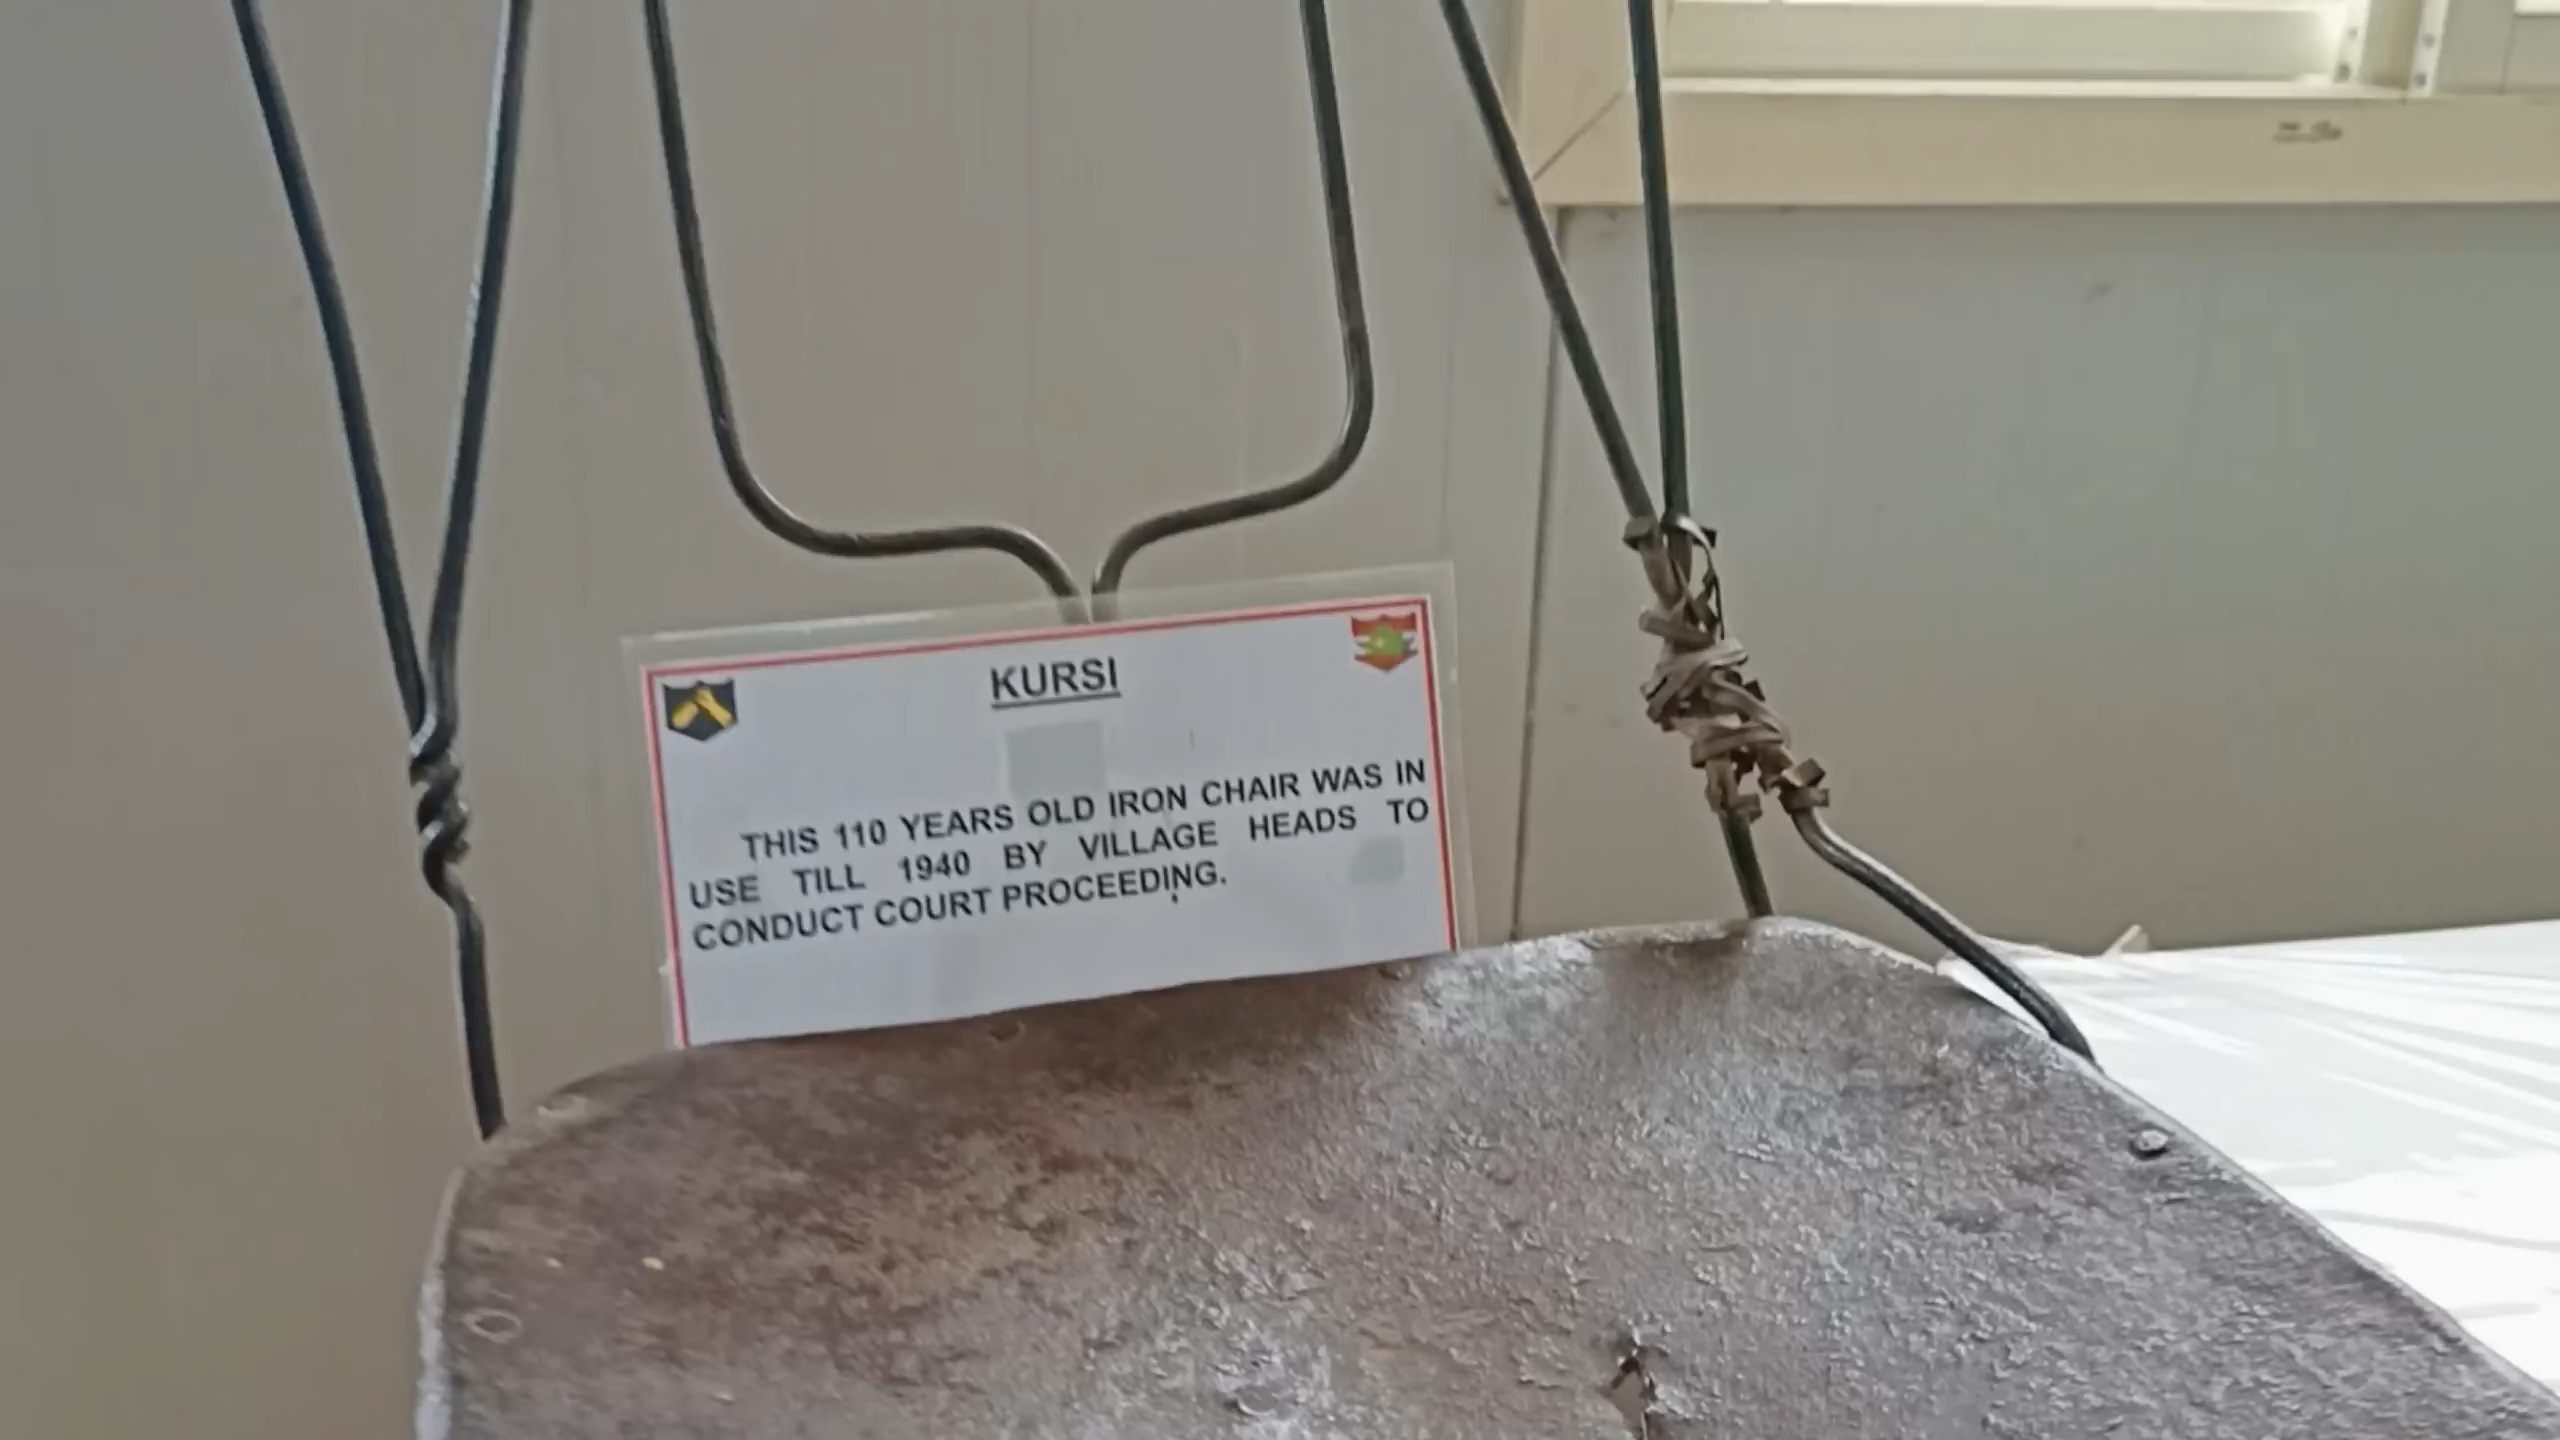 KURSI
THIS 110 YEARS OLD IRON CHAIR WAS IN
USE TILL 1940 BY VILLAGE HEADS TO
CONDUCT COURT PROCEEDING.